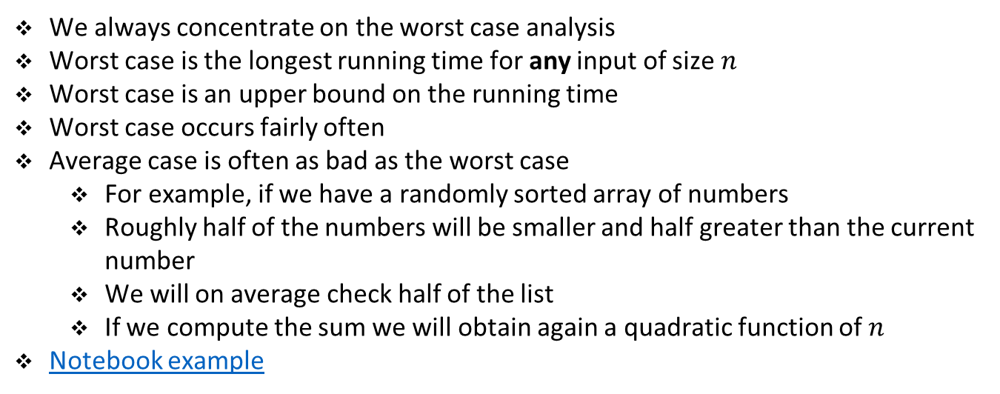 ❖ We always concentrate on the worst case analysis
❖ Worst case is the longest running time for any input of size n
❖ Worst case is an upper bound on the running time
❖ Worst case occurs fairly often
❖ Average case is often as bad as the worst case
❖ For example, if we have a randomly sorted array of numbers
❖ Roughly half of the numbers will be smaller and half greater than the current
number
❖ We will on average check half of the list
❖ If we compute the sum we will obtain again a quadratic function of n
❖ Notebook example